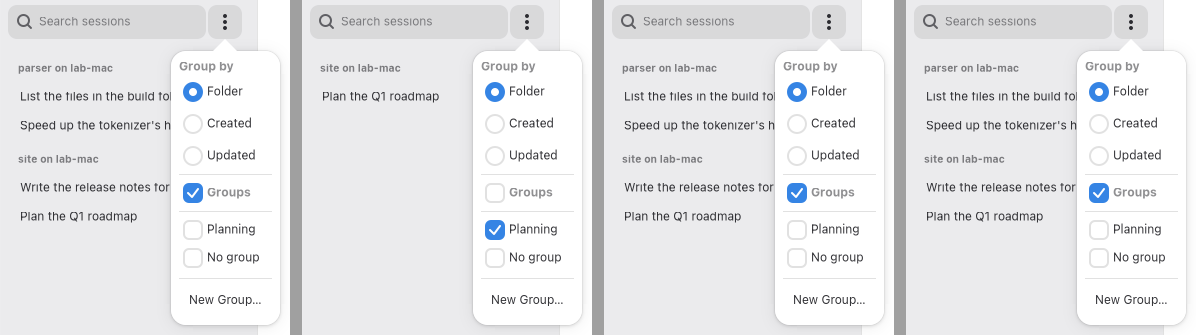 Search sessions
parser on lab-mac
List the files in the build fol
Speed up the tokenizer's h
site on lab-mac
Write the release notes for
Plan the Q1 roadmap
Group by
Folder
Created
Updated
Groups
Planning
No group
New Group...
Search sessions
site on lab-mac
Plan the Q1 roadmap
Group by
Folder
Created
Updated
Groups
Planning
No group
New Group...
Search sessions
parser on lab-mac
List the files in the build fol
Speed up the tokenizer's h
site on lab-mac
Write the release notes for
Plan the Q1 roadmap
Group by
Folder
Created
Updated
Groups
Planning
No group
New Group...
Search sessions
parser on lab-mac
List the files in the build fol
Speed up the tokenizer's h
site on lab-mac
Write the release notes for
Plan the Q1 roadmap
Group by
Folder
Created
Updated
Groups
Planning
No group
New Group...